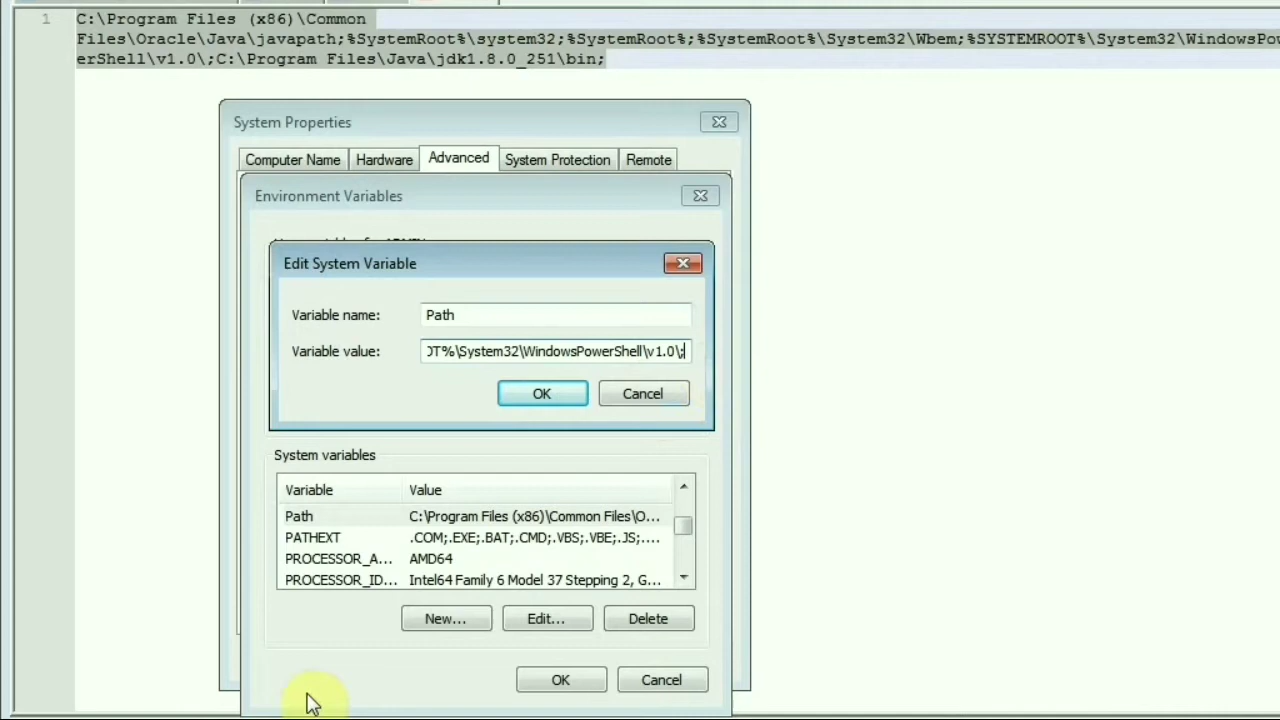 1
C:\Program Files (x86)\Common
Files\Oracle\Java\javapath;%SystemRoot%\system32;%SystemRoot%;%SystemRoot%\System32\Wbem;%SYSTEMROOT%\System32\WindowsPow
erShell\v1.0\;C:\Program Files\Java\jdk1.8.0_251\bin;
System Properties
Computer Name
Hardware
Advanced
System Protection
Remote
Environment Variables
Edit System Variable
Variable name:
Path
Variable value:
OT%\System32\WindowsPowerShell\v1.0\;
OK
Cancel
System variables
Variable
Value
Path
C:\Program Files (x86)\Common Files\O...
PATHEXT
.COM;.EXE;.BAT;.CMD;.VBS;.VBE;.JS;....
PROCESSOR_A...
AMD64
PROCESSOR_ID...
Intel64 Family 6 Model 37 Stepping 2, G...
New...
Edit...
Delete
OK
Cancel